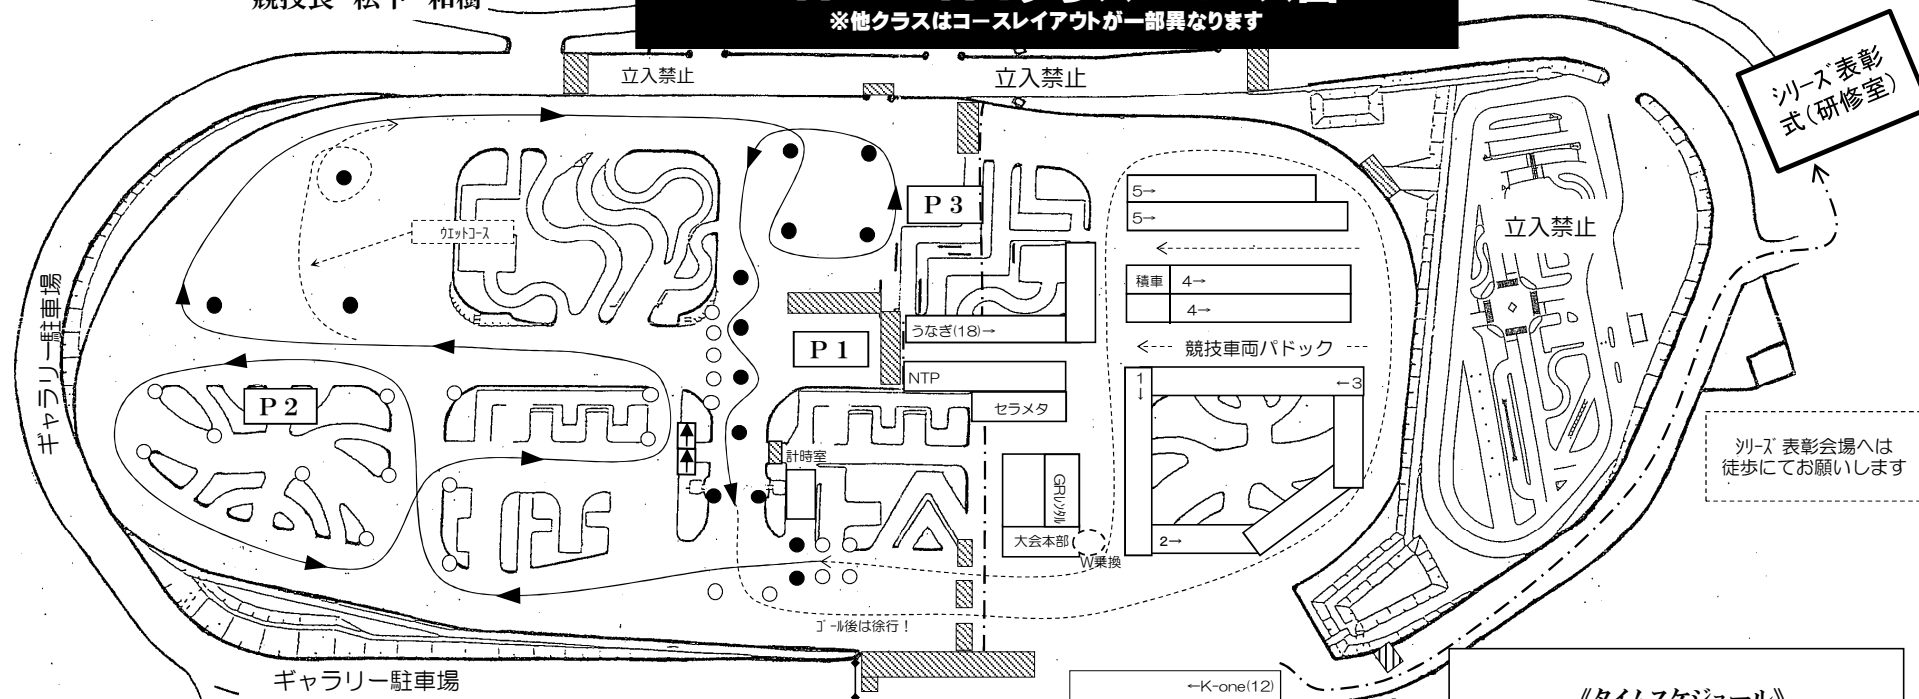 競技長 松下 和樹
※他クラスはコースレイアウトが一部異なります
立入禁止
立入禁止
シリーズ表彰
式(研修室)
P 3
5→
5→
立入禁止
ｳｴｯﾄｺｰｽ
積車
4→
4→
ギャラリー駐車場
うなぎ(18)→
P 1
競技車両パドック
NTP
1
↓
←3
セラメタ
P 2
計時室
シリーズ表彰会場へは
徒歩にてお願いします
GRﾚﾝﾀﾙ
大会本部
2→
W乗換
ｺﾞｰﾙ後は徐行！
ギャラリー駐車場
←K-one(12)
《タイムスケジュール》